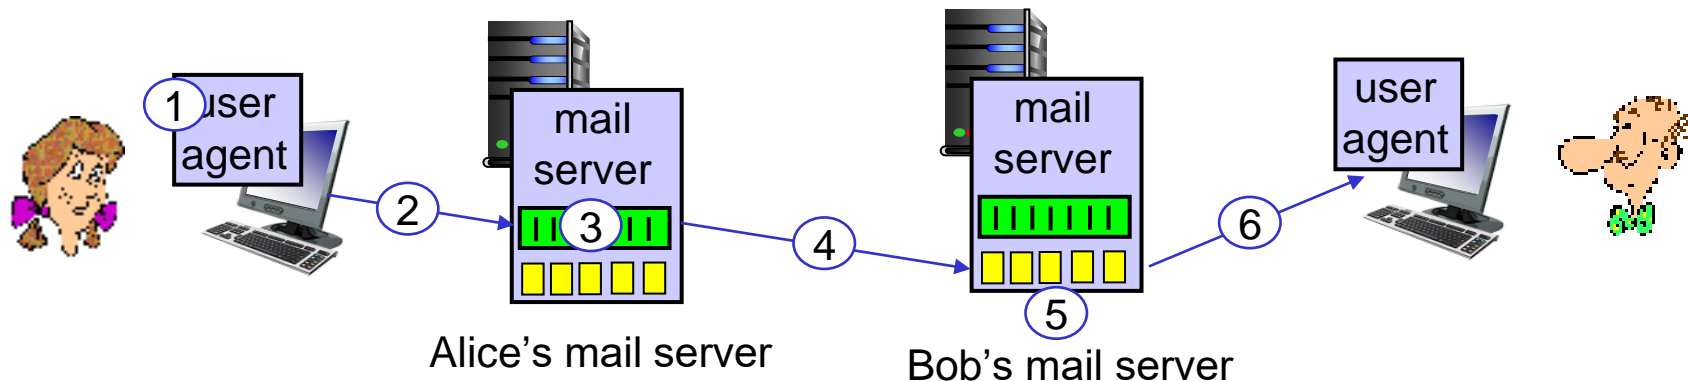 1
user
agent
2
mail
server
3
Alice's mail server
4
mail
server
5
Bob's mail server
6
user
agent